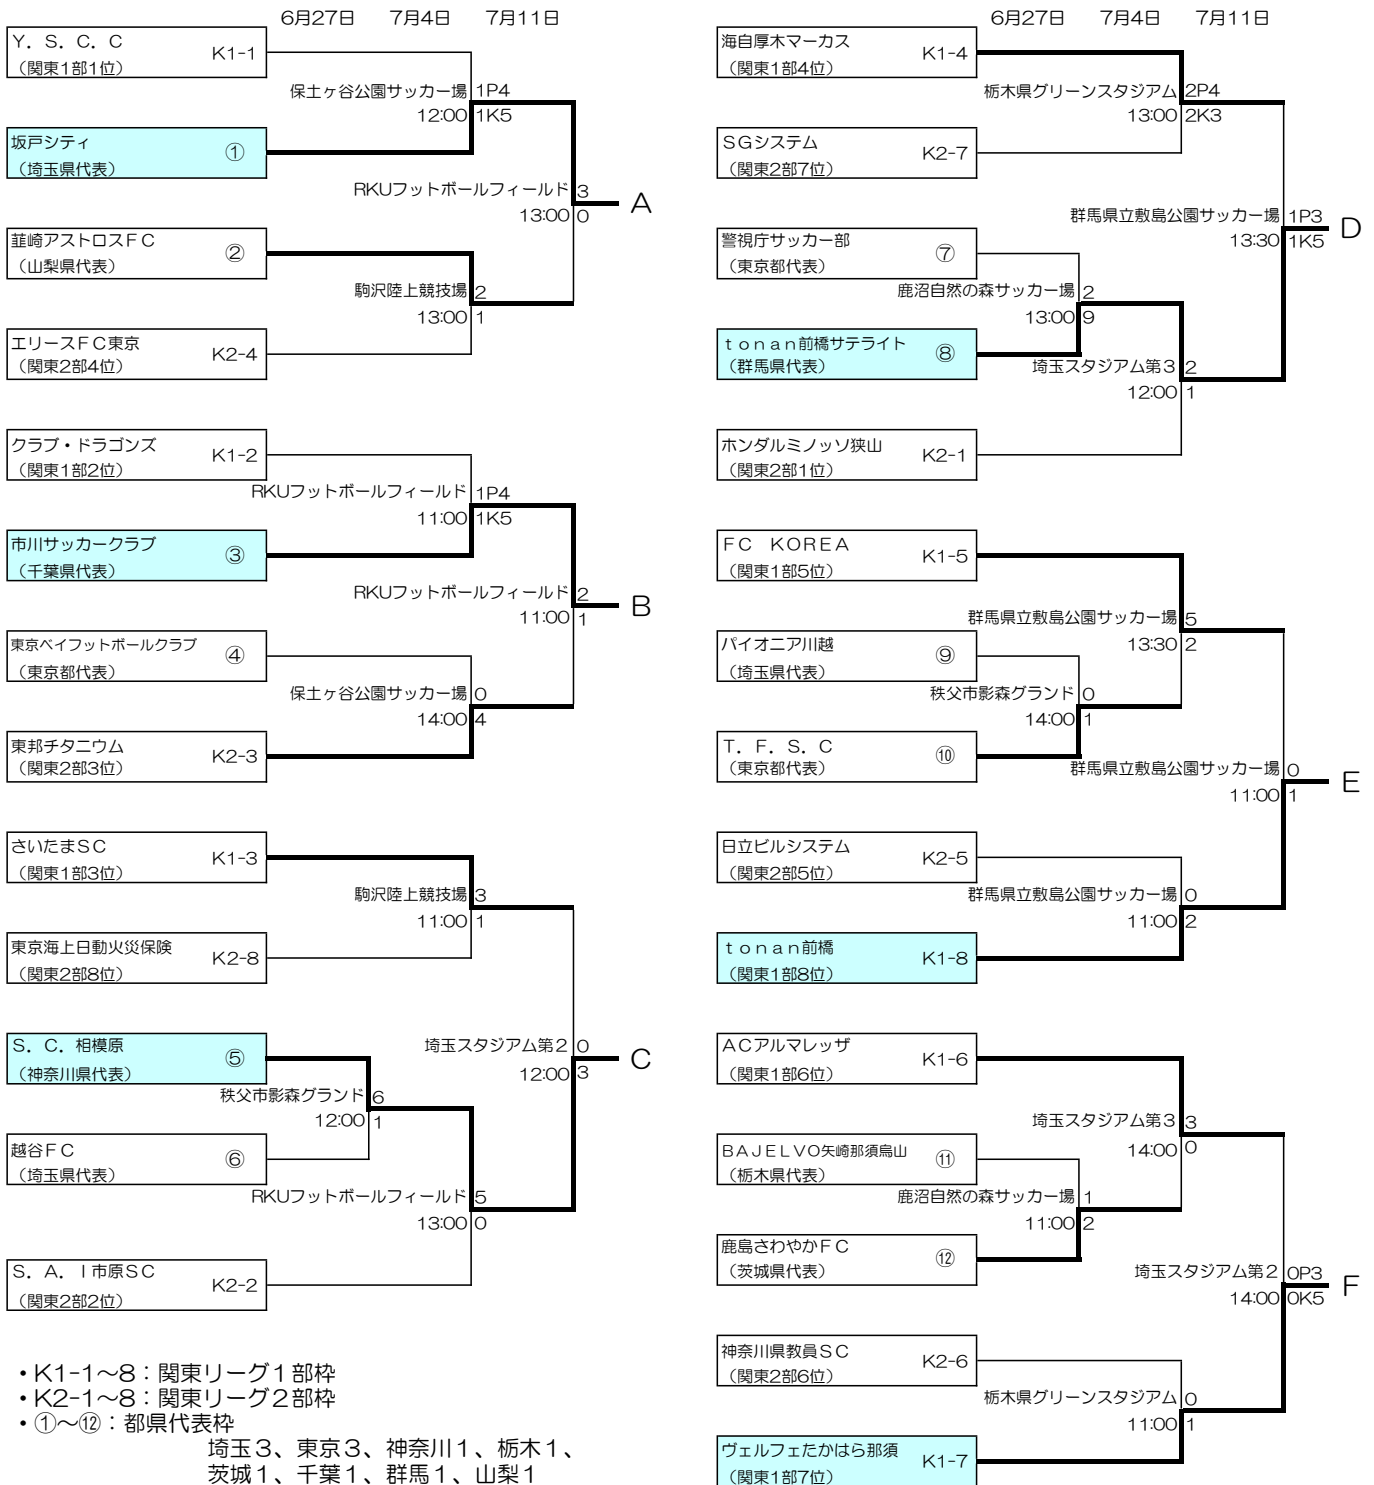 6月27日 7月4日 7月11日
Y．S．C．C
（関東1部1位）
K1-1
保土ヶ谷公園サッカー場 1P4
12:00 1K5
坂戸シティ
（埼玉県代表）
①
RKUフットボールフィールド 3
13:00 0
A
韮崎アストロスＦＣ
（山梨県代表）
②
駒沢陸上競技場 2
13:00 1
エリースＦＣ東京
（関東2部4位）
K2-4
クラブ・ドラゴンズ
（関東1部2位）
K1-2
RKUフットボールフィールド 1P4
11:00 1K5
市川サッカークラブ
（千葉県代表）
③
RKUフットボールフィールド 2
11:00 1
B
東京ベイフットボールクラブ
（東京都代表）
④
保土ヶ谷公園サッカー場 0
14:00 4
東邦チタニウム
（関東2部3位）
K2-3
さいたまＳＣ
（関東1部3位）
K1-3
駒沢陸上競技場 3
11:00 1
東京海上日動火災保険
（関東2部8位）
K2-8
Ｓ．Ｃ．相模原
（神奈川県代表）
⑤
埼玉スタジアム第2 0
12:00 3
C
秩父市影森グランド 6
12:00 1
越谷ＦＣ
（埼玉県代表）
⑥
RKUフットボールフィールド 5
13:00 0
Ｓ．Ａ．Ｉ市原ＳＣ
（関東2部2位）
K2-2
・K1-1～8：関東リーグ１部枠
・K2-1～8：関東リーグ２部枠
・①～⑫：都県代表枠
埼玉３、東京３、神奈川１、栃木１、
茨城１、千葉１、群馬１、山梨１
6月27日 7月4日 7月11日
海自厚木マーカス
（関東1部4位）
K1-4
栃木県グリーンスタジアム 2P4
13:00 2K3
ＳＧシステム
（関東2部7位）
K2-7
群馬県立敷島公園サッカー場 1P3
13:30 1K5
D
警視庁サッカー部
（東京都代表）
⑦
鹿沼自然の森サッカー場 2
13:00 9
ｔｏｎａｎ前橋サテライト
（群馬県代表）
⑧
埼玉スタジアム第3 2
12:00 1
ホンダルミノッソ狭山
（関東2部1位）
K2-1
ＦＣ　ＫＯＲＥＡ
（関東1部5位）
K1-5
群馬県立敷島公園サッカー場 5
13:30 2
パイオニア川越
（埼玉県代表）
⑨
秩父市影森グランド 0
14:00 1
Ｔ．Ｆ．Ｓ．Ｃ
（東京都代表）
⑩
群馬県立敷島公園サッカー場 0
11:00 1
E
日立ビルシステム
（関東2部5位）
K2-5
群馬県立敷島公園サッカー場 0
11:00 2
ｔｏｎａｎ前橋
（関東1部8位）
K1-8
ＡＣアルマレッザ
（関東1部6位）
K1-6
埼玉スタジアム第3 3
14:00 0
ＢＡＪＥＬＶＯ矢崎那須烏山
（栃木県代表）
⑪
鹿沼自然の森サッカー場 1
11:00 2
鹿島さわやかＦＣ
（茨城県代表）
⑫
埼玉スタジアム第2 0P3
14:00 0K5
F
神奈川県教員ＳＣ
（関東2部6位）
K2-6
栃木県グリーンスタジアム 0
11:00 1
ヴェルフェたかはら那須
（関東1部7位）
K1-7